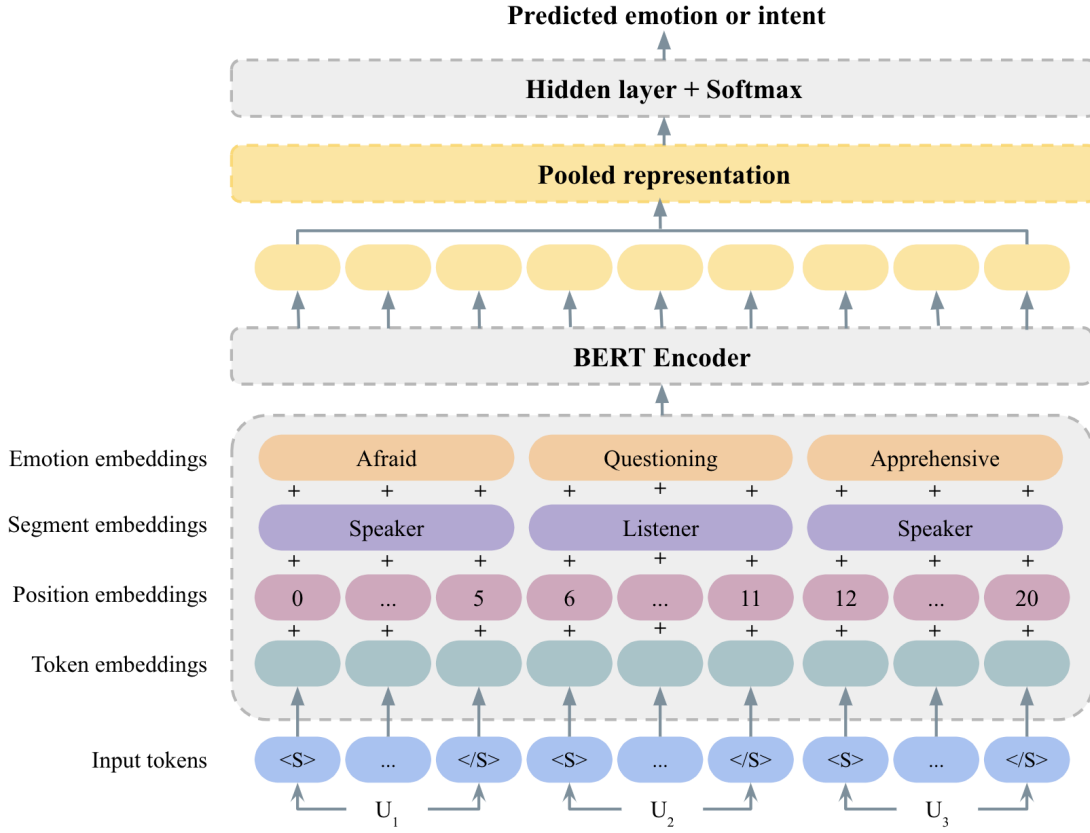 Predicted emotion or intent
Hidden layer + Softmax
Pooled representation
BERT Encoder
Emotion embeddings Afraid Questioning Apprehensive
+ + + + + + + + +
Segment embeddings Speaker Listener Speaker
+ + + + + + + + +
Position embeddings 0 ... 5 6 ... 11 12 ... 20
+ + + + + + + + +
Token embeddings
Input tokens <S> ... </S> <S> ... </S> <S> ... </S>
U₁ U₂ U₃